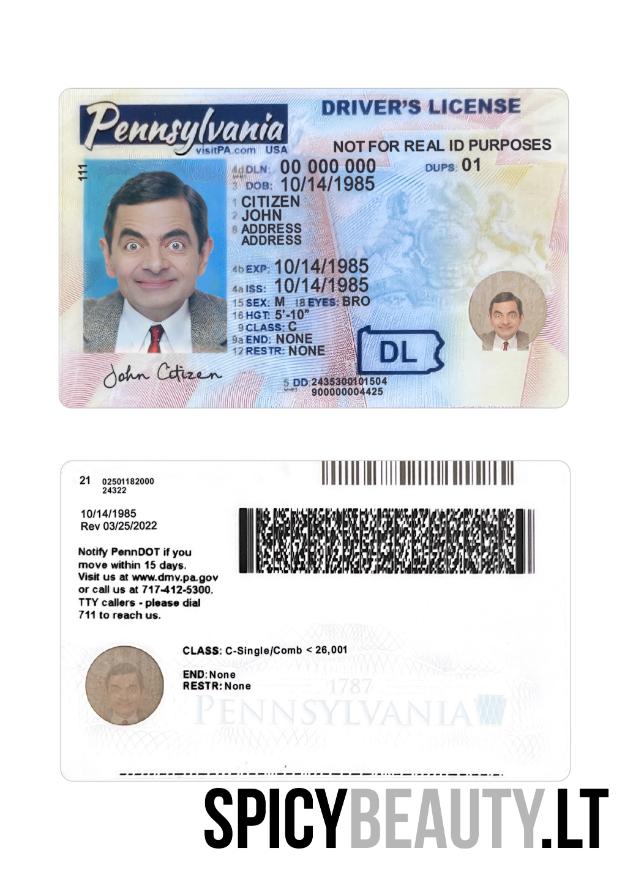 Pennsylvania
visitPA.com USA
DRIVER'S LICENSE
NOT FOR REAL ID PURPOSES
111
4d DLN: 00 000 000
DUPS: 01
3 DOB: 10/14/1985
1 CITIZEN
2 JOHN
8 ADDRESS
ADDRESS
4b EXP: 10/14/1985
4a ISS: 10/14/1985
15 SEX: M 18 EYES: BRO
16 HGT: 5'-10"
9 CLASS: C
9a END: NONE
12 RESTR: NONE
DL
John Citizen
5 DD: 2435300101504
900000004425
21 02501182000
24322
10/14/1985
Rev 03/25/2022
Notify PennDOT if you
move within 15 days.
Visit us at www.dmv.pa.gov
or call us at 717-412-5300.
TTY callers - please dial
711 to reach us.
CLASS: C-Single/Comb < 26,001
END: None
RESTR: None
1787
PENNSYLVANIA
SPICYBEAUTY.LT